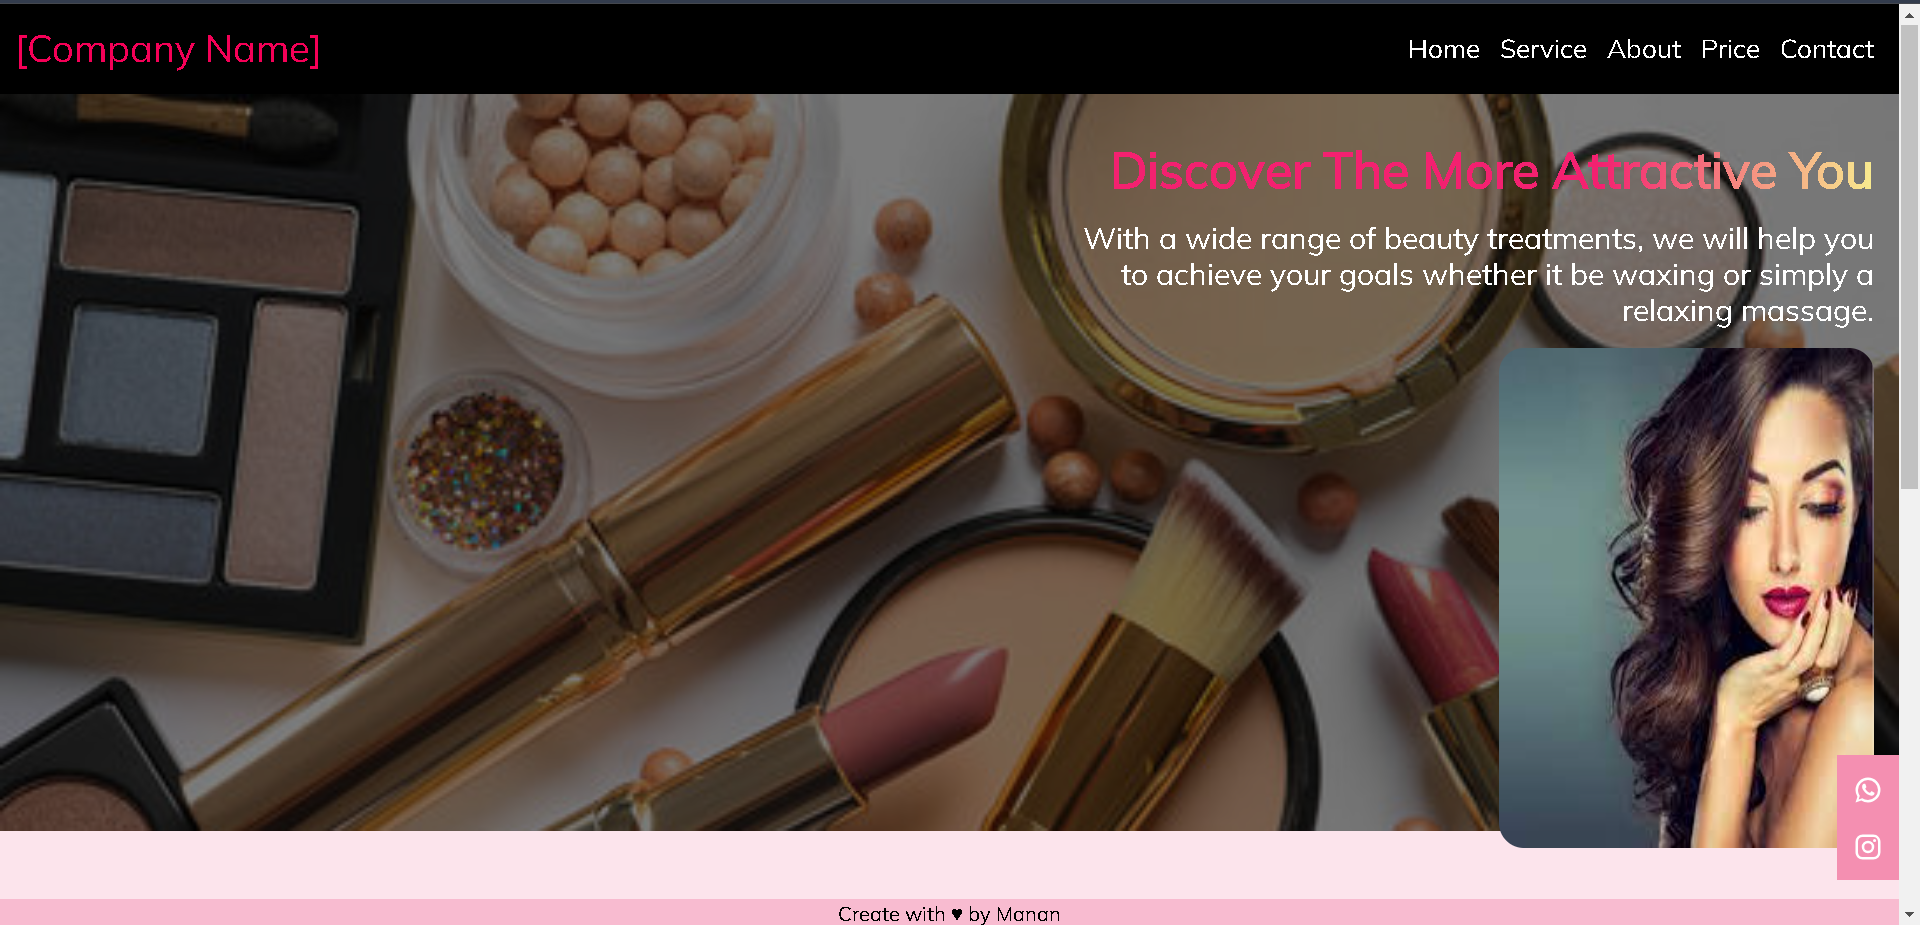 [Company Name]
Home Service About Price Contact
Discover The More Attractive You
With a wide range of beauty treatments, we will help you
to achieve your goals whether it be waxing or simply a
relaxing massage.
Create with ♥ by Manan